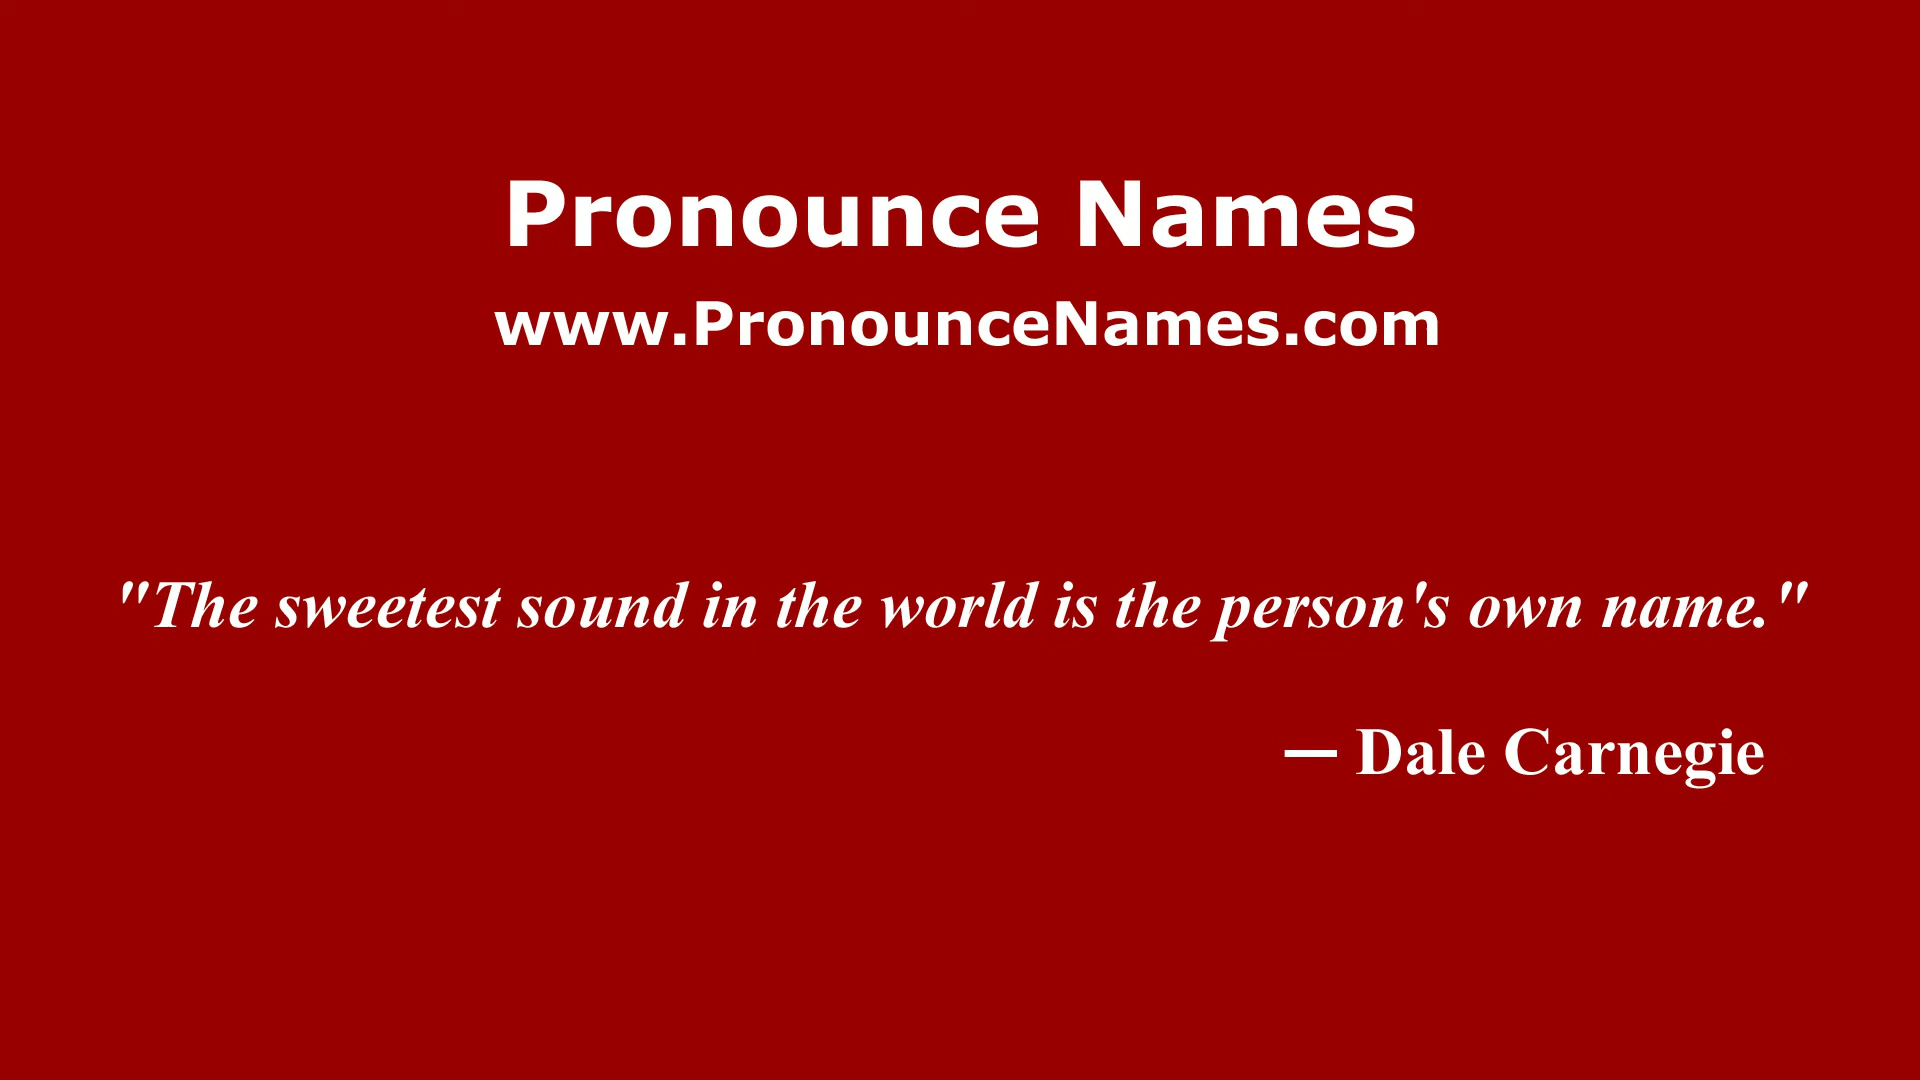 Pronounce Names
www.PronounceNames.com
"The sweetest sound in the world is the person's own name."
— Dale Carnegie